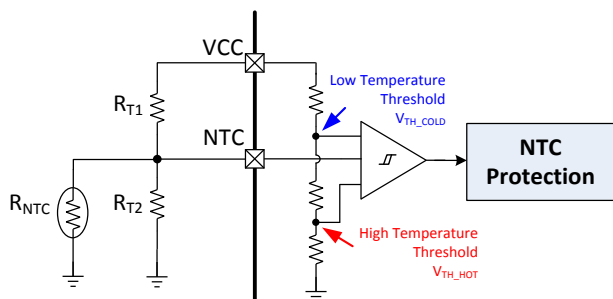 VCC
Low Temperature
Threshold
V_TH_COLD
R_T1
NTC
NTC
Protection
R_NTC
R_T2
High Temperature
Threshold
V_TH_HOT